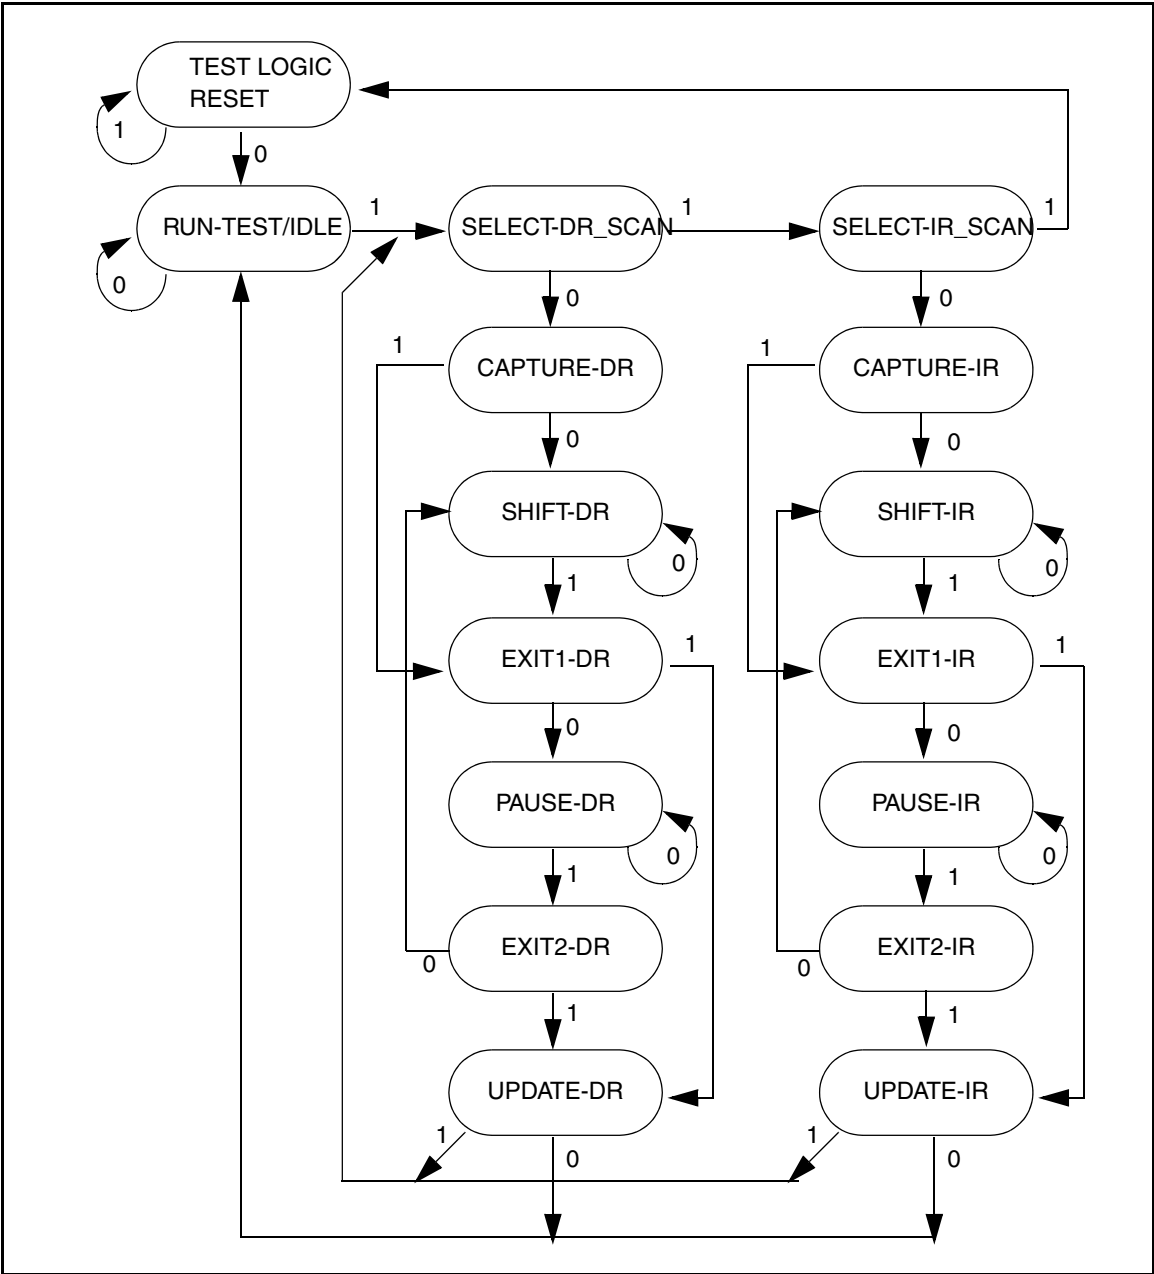 TEST LOGIC
RESET
1
0
RUN-TEST/IDLE
1
SELECT-DR_SCAN
1
SELECT-IR_SCAN
1
0
0
0
1
CAPTURE-DR
1
CAPTURE-IR
0
0
SHIFT-DR
0
SHIFT-IR
0
1
1
EXIT1-DR
1
EXIT1-IR
1
0
0
PAUSE-DR
0
PAUSE-IR
0
1
1
EXIT2-DR
0
EXIT2-IR
0
1
1
UPDATE-DR
UPDATE-IR
1
0
1
0